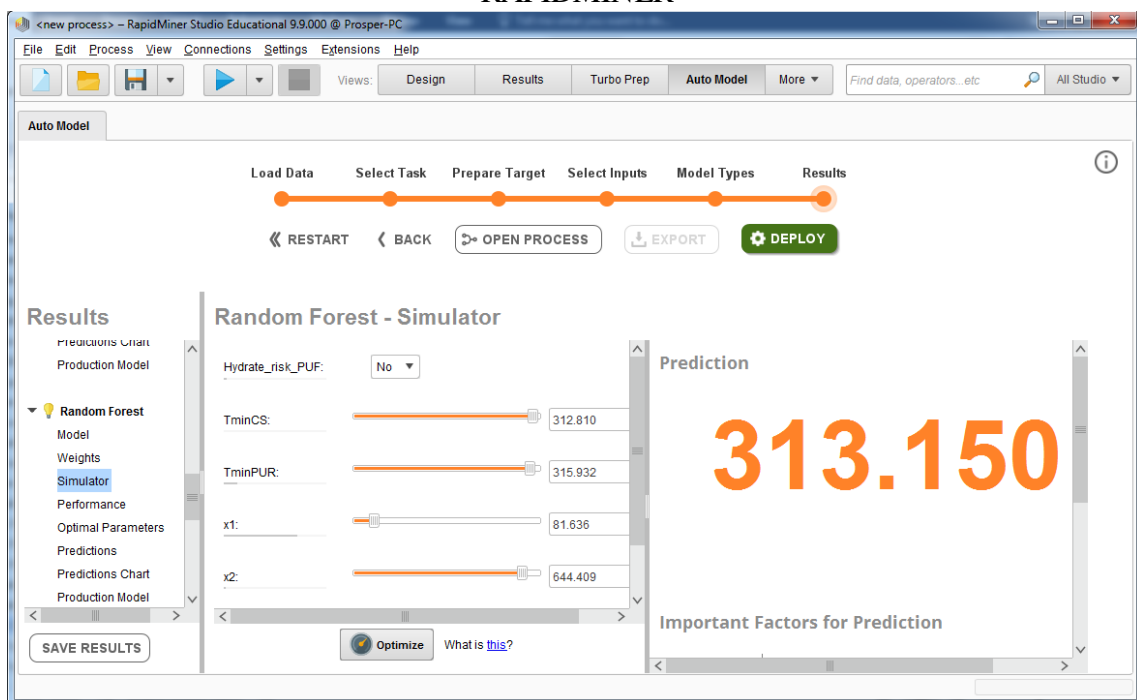 RAPIDMINER
<new process> – RapidMiner Studio Educational 9.9.000 @ Prosper-PC
File Edit Process View Connections Settings Extensions Help
Views: Design Results Turbo Prep Auto Model More Find data, operators...etc All Studio
Auto Model
Load Data Select Task Prepare Target Select Inputs Model Types Results
RESTART BACK OPEN PROCESS EXPORT DEPLOY
Results
Predictions Chart
Production Model
Random Forest
Model
Weights
Simulator
Performance
Optimal Parameters
Predictions
Predictions Chart
Production Model
SAVE RESULTS
Random Forest - Simulator
Hydrate_risk_PUF: No
TminCS: 312.810
TminPUR: 315.932
x1: 81.636
x2: 644.409
Optimize What is this?
Prediction
313.150
Important Factors for Prediction